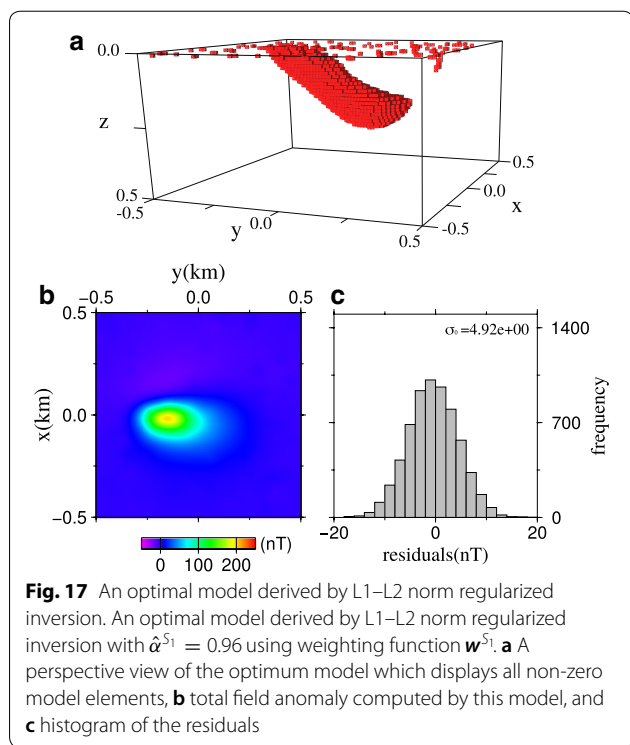 a
0.0
z
0.5
-0.5
y
0.0
0.5
-0.5
0.0
0.5
x
b
y(km)
-0.5
0.0
0.5
0.5
0.0
-0.5
x(km)
0
100
200
(nT)
c
σ₀=4.92e+00
1400
700
0
frequency
-20
0
20
residuals(nT)
Fig. 17 An optimal model derived by L1–L2 norm regularized
inversion. An optimal model derived by L1–L2 norm regularized
inversion with α̂^S₁ = 0.96 using weighting function w^S₁. a A
perspective view of the optimum model which displays all non-zero
model elements, b total field anomaly computed by this model, and
c histogram of the residuals